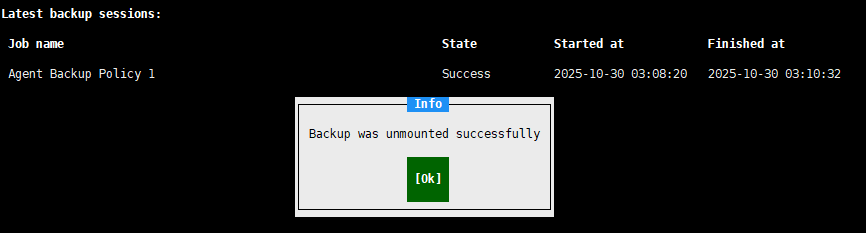 Latest backup sessions:
Job name State Started at Finished at
Agent Backup Policy 1 Success 2025-10-30 03:08:20 2025-10-30 03:10:32
Info
Backup was unmounted successfully
[Ok]